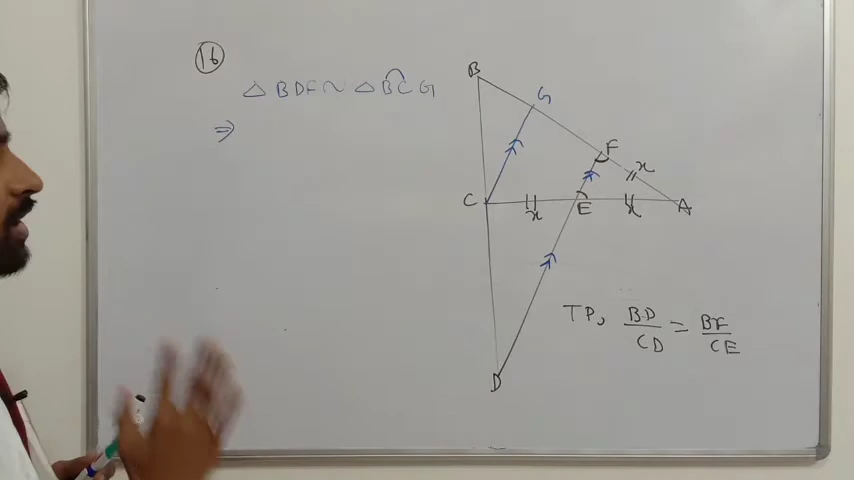 16
△ BDF ~ △ BCG
⇒
B
G
F
x
C
x
E
x
A
TP, BD/CD = BF/CE
D